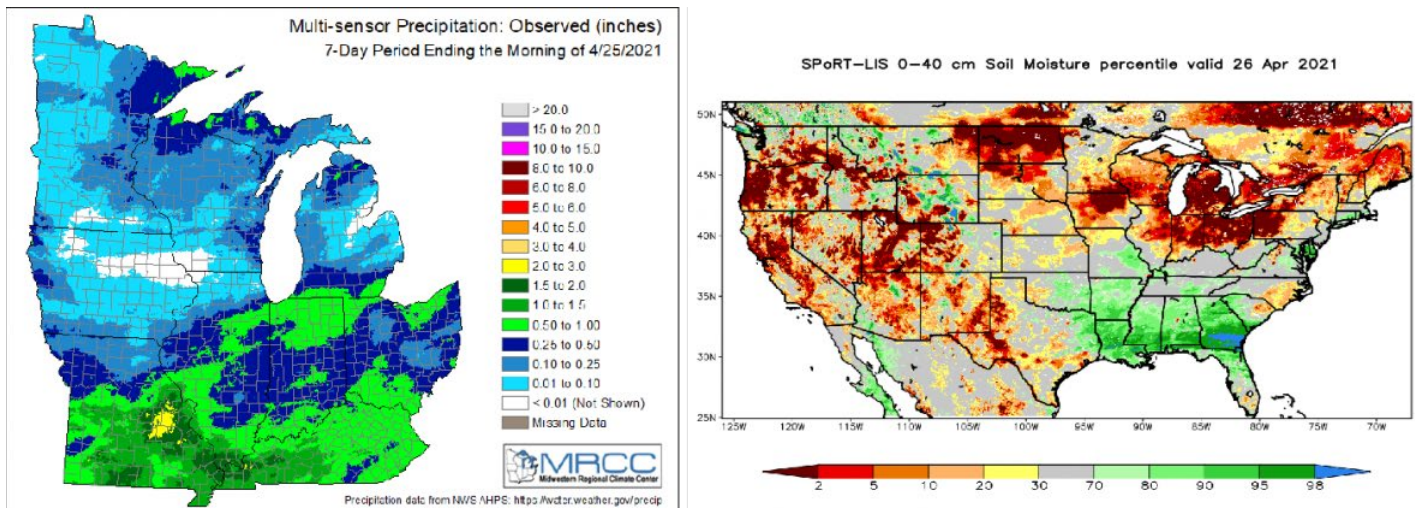 Multi-sensor Precipitation: Observed (inches)
7-Day Period Ending the Morning of 4/25/2021
> 20.0
15.0 to 20.0
10.0 to 15.0
8.0 to 10.0
6.0 to 8.0
5.0 to 6.0
4.0 to 5.0
3.0 to 4.0
2.0 to 3.0
1.5 to 2.0
1.0 to 1.5
0.50 to 1.00
0.25 to 0.50
0.10 to 0.25
0.01 to 0.10
< 0.01 (Not Shown)
Missing Data
MRCC
Midwestern Regional Climate Center
Precipitation data from NWS AHPS: https://water.weather.gov/precip
SPoRT-LIS 0-40 cm Soil Moisture percentile valid 26 Apr 2021
50N
45N
40N
35N
30N
25N
125W 120W 115W 110W 105W 100W 95W 90W 85W 80W 75W 70W
2 5 10 20 30 70 80 90 95 98